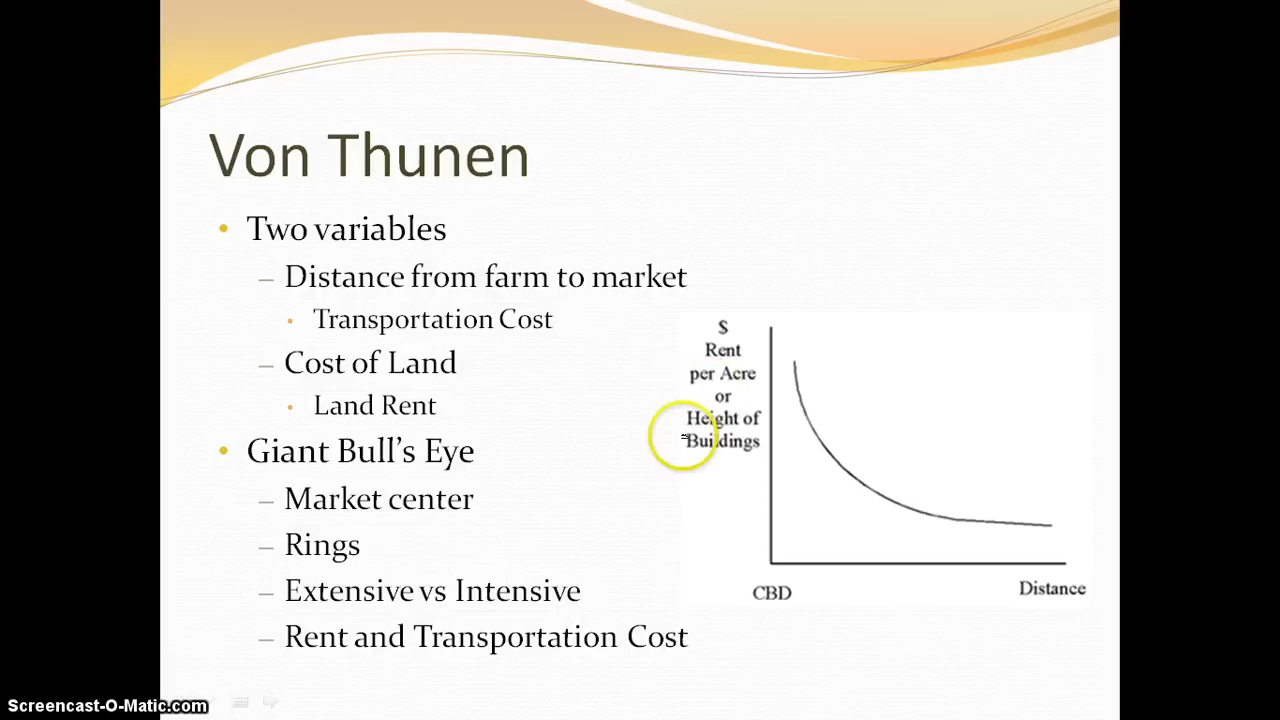 Von Thunen
• Two variables
– Distance from farm to market
• Transportation Cost
– Cost of Land
• Land Rent
• Giant Bull's Eye
– Market center
– Rings
– Extensive vs Intensive
– Rent and Transportation Cost
$
Rent
per Acre
or
Height of
Buildings
CBD
Distance
Screencast-O-Matic.com